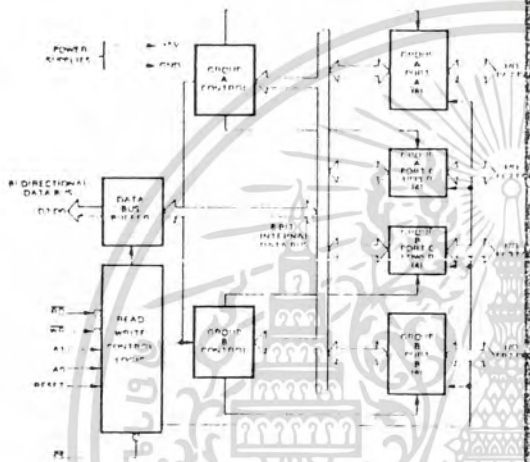 POWER
SUPPLIES
+5V
GND
GROUP
A
CONTROL
GROUP
A
PORT
A
(8)
I/O
GROUP
A
PORT C
UPPER
(4)
I/O
BI DIRECTIONAL
DATA BUS
D7-D0
DATA
BUS
BUFFER
8 BIT
INTERNAL
DATA BUS
GROUP
B
PORT C
LOWER
(4)
I/O
RD
WR
A1
A0
RESET
READ
WRITE
CONTROL
LOGIC
GROUP
B
CONTROL
GROUP
B
PORT
B
(8)
I/O
CS